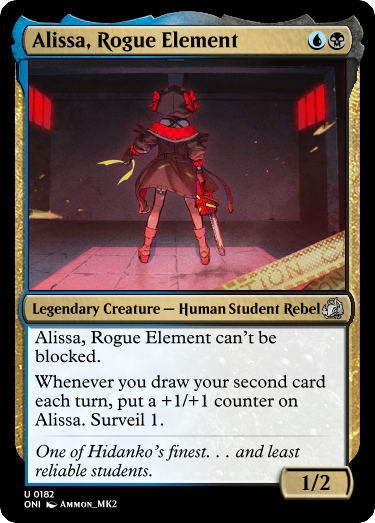 Alissa, Rogue Element
Legendary Creature — Human Student Rebel
Alissa, Rogue Element can't be
blocked.
Whenever you draw your second card
each turn, put a +1/+1 counter on
Alissa. Surveil 1.
One of Hidanko's finest. . . and least
reliable students.
1/2
U 0182
ONI Ammon_MK2